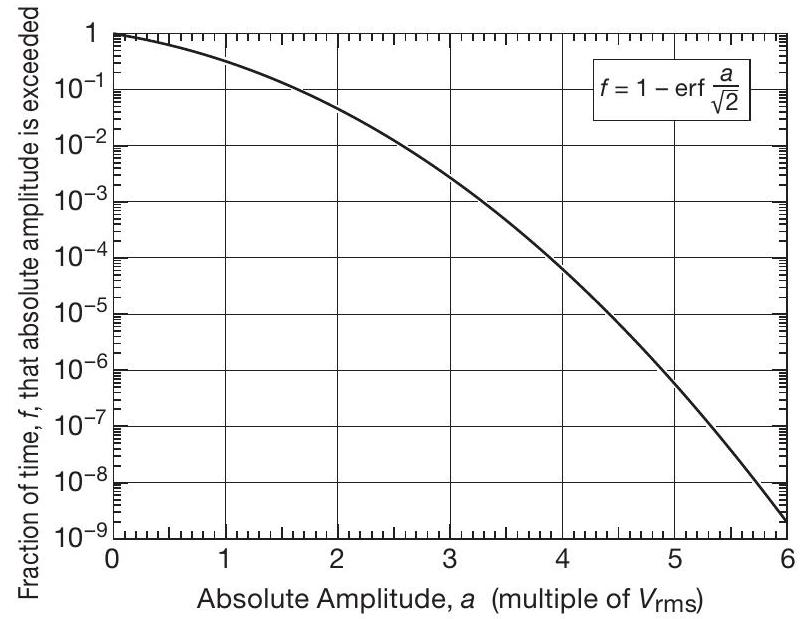 Fraction of time, f, that absolute amplitude is exceeded
1
10⁻¹
10⁻²
10⁻³
10⁻⁴
10⁻⁵
10⁻⁶
10⁻⁷
10⁻⁸
10⁻⁹
f = 1 – erf a/√2
0 1 2 3 4 5 6
Absolute Amplitude, a (multiple of Vrms)